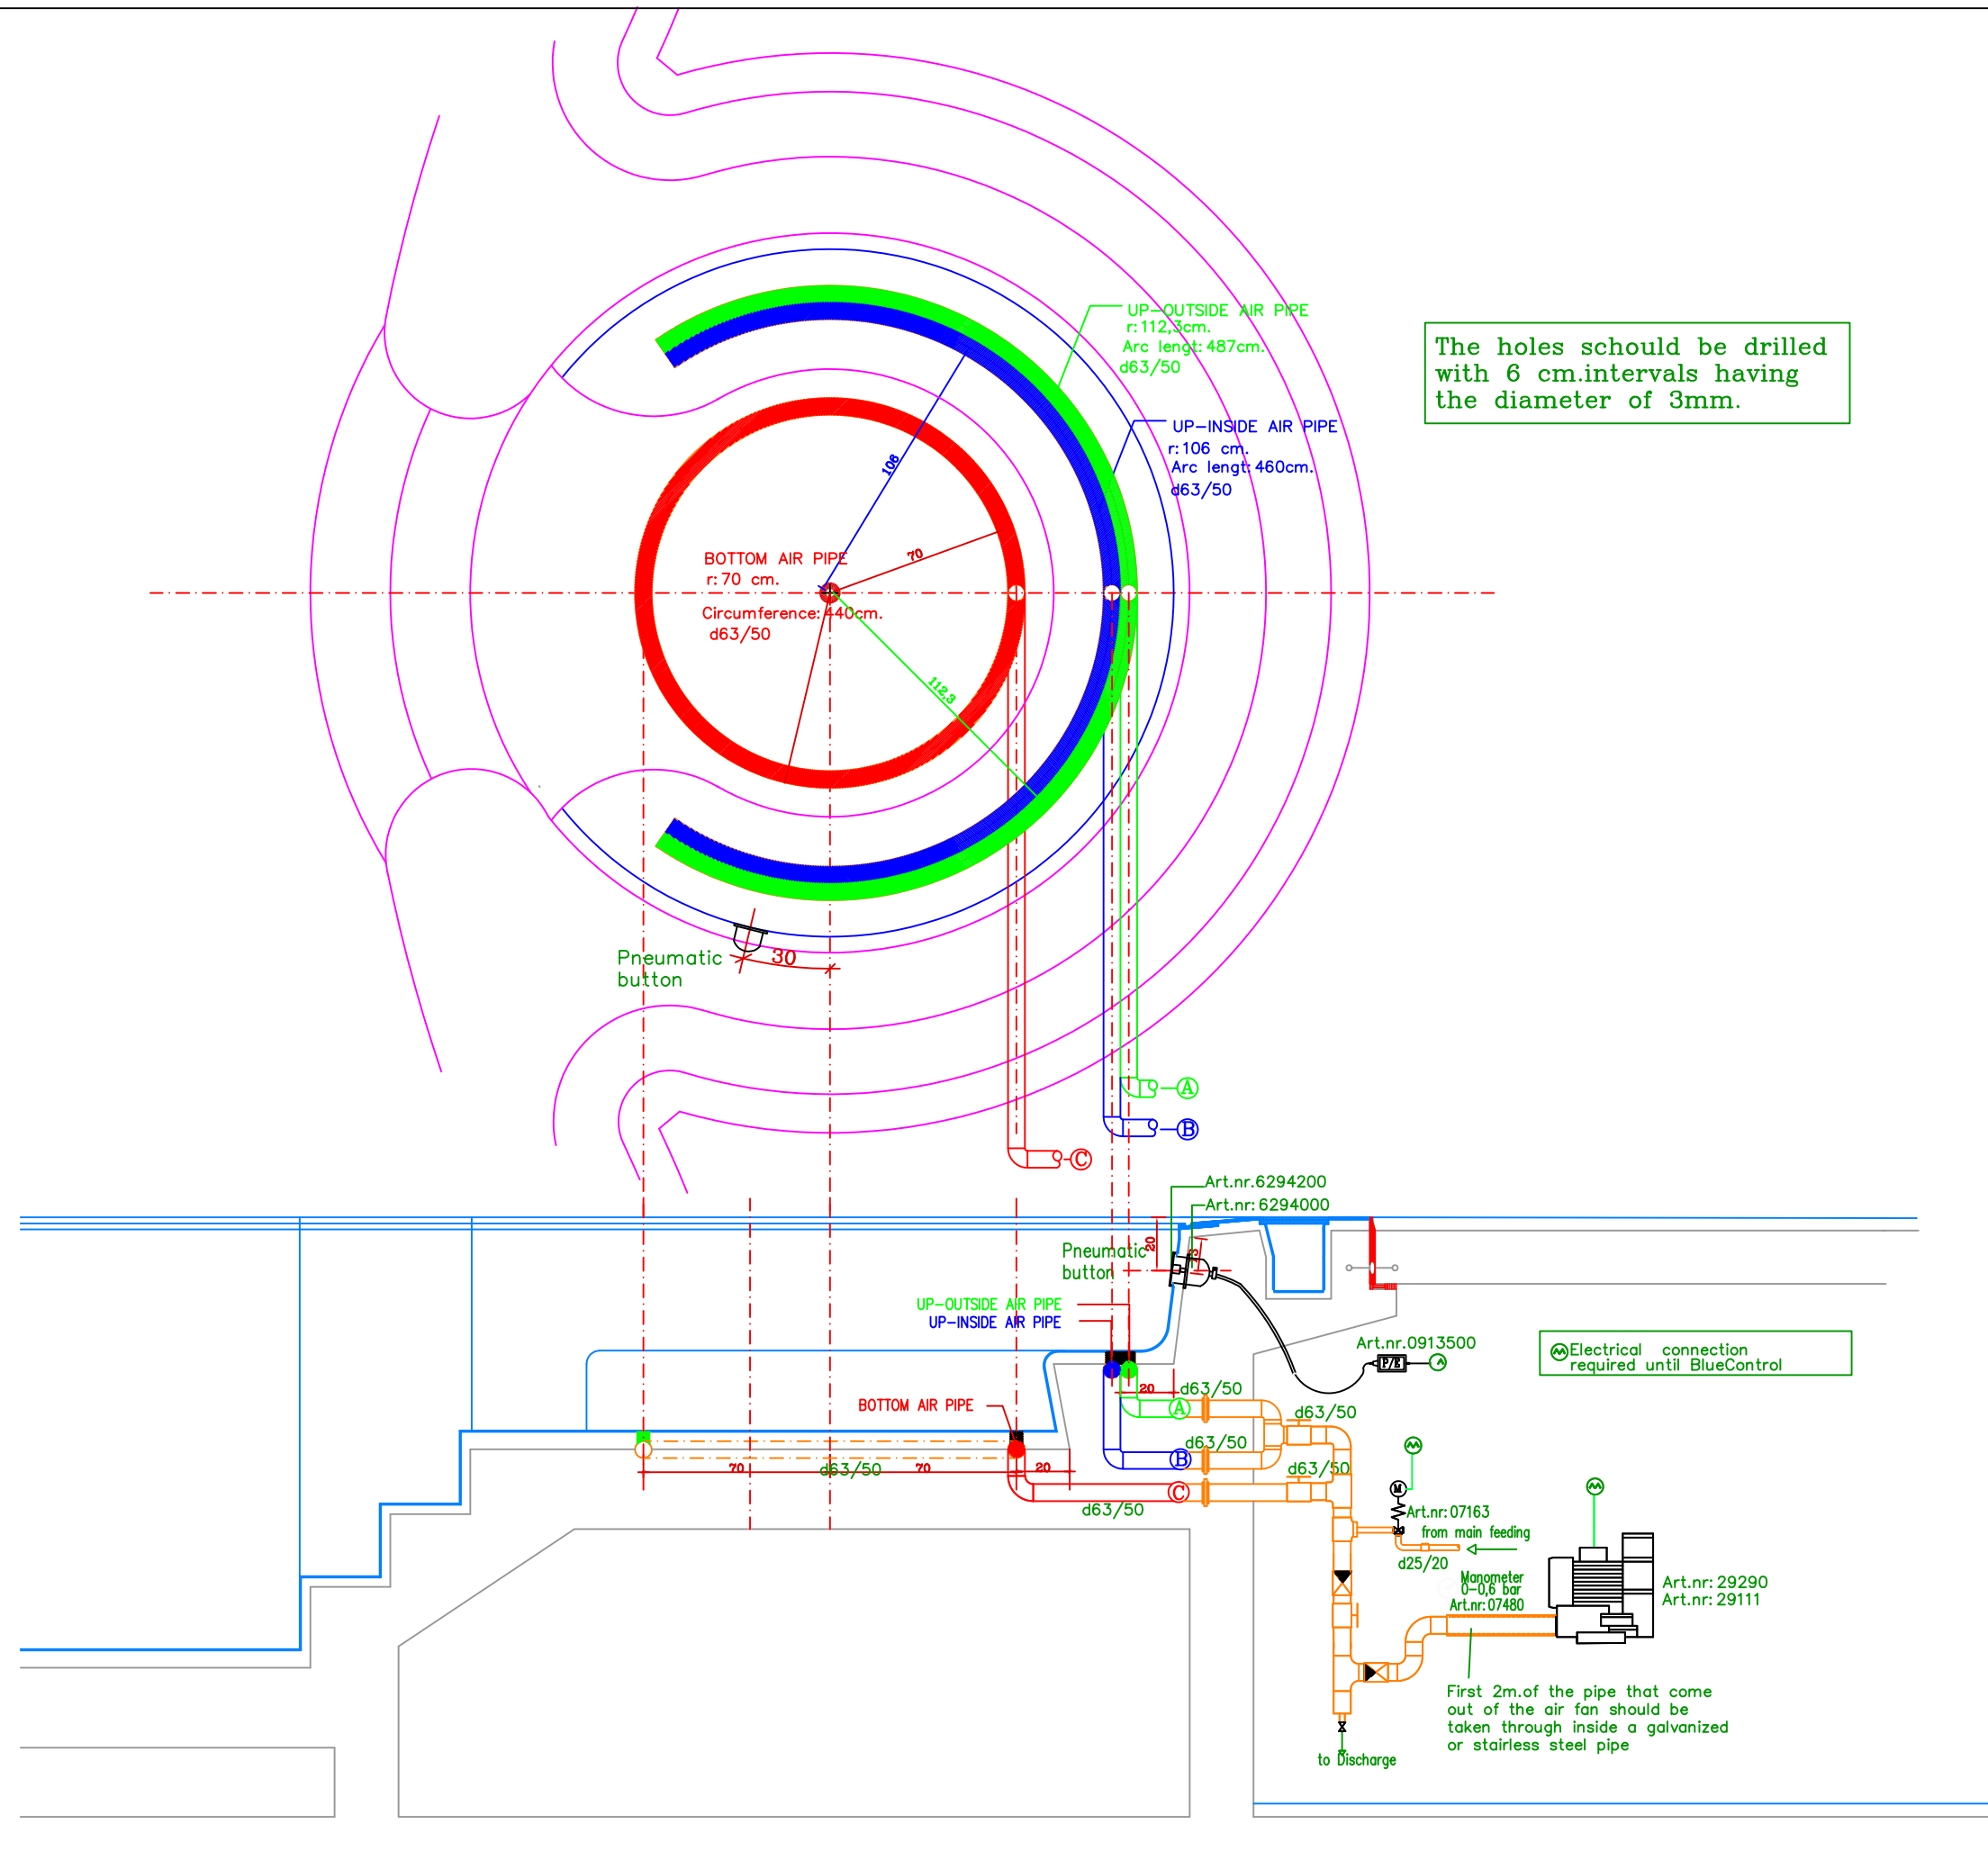 UP-OUTSIDE AIR PIPE
r:112,3cm.
Arc lengt:487cm.
d63/50
The holes schould be drilled
with 6 cm.intervals having
the diameter of 3mm.
UP-INSIDE AIR PIPE
r:106 cm.
Arc lengt:460cm.
d63/50
106
70
BOTTOM AIR PIPE
r:70 cm.
Circumference:440cm.
d63/50
112,3
Pneumatic
button
30
A
B
C
Art.nr.6294200
Art.nr:6294000
Pneumatic
button
20
13
UP-OUTSIDE AIR PIPE
UP-INSIDE AIR PIPE
Art.nr.0913500
P/E
Electrical connection
required until BlueControl
20
d63/50
BOTTOM AIR PIPE
A
d63/50
d63/50
B
70
d63/50
70
20
d63/50
C
d63/50
M
Art.nr:07163
from main feeding
d25/20
Manometer
0-0,6 bar
Art.nr:07480
Art.nr:29290
Art.nr:29111
First 2m.of the pipe that come
out of the air fan should be
taken through inside a galvanized
or stairless steel pipe
to Discharge